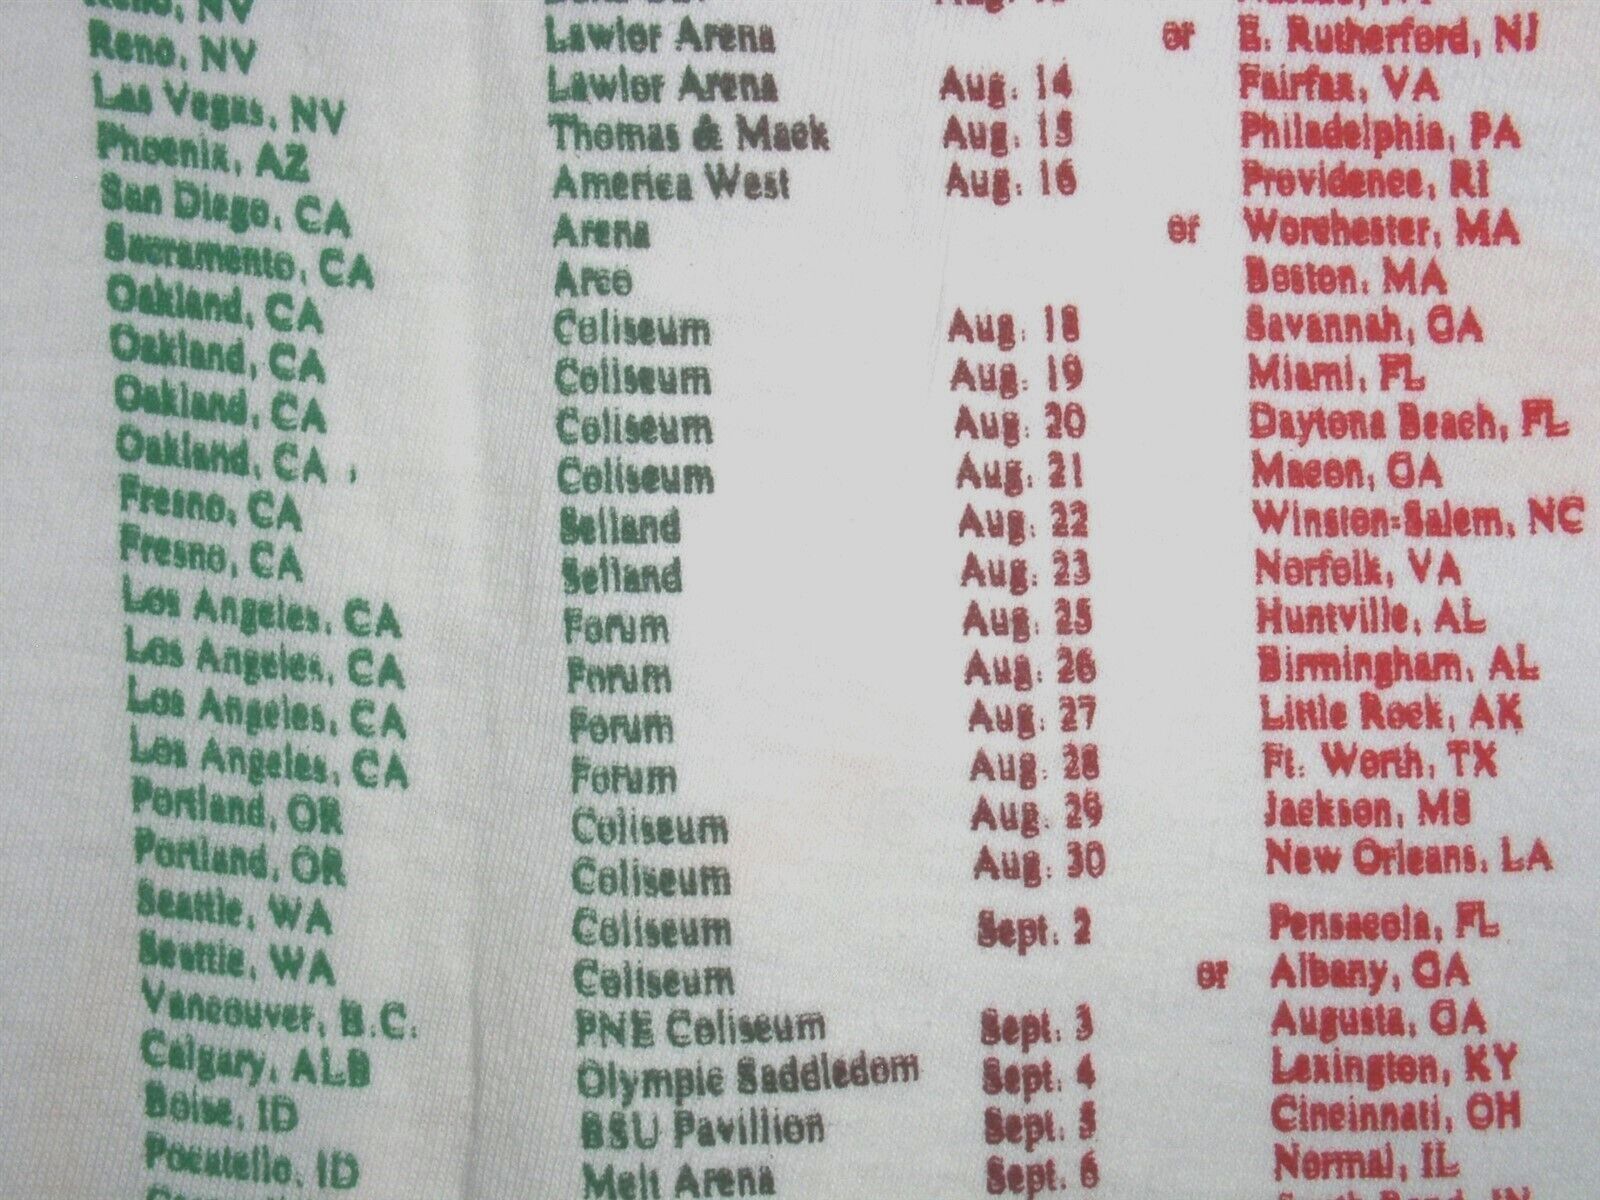 Reno, NV
Reno, NV Lawlor Arena or E. Rutherford, NJ
Las Vegas, NV Lawlor Arena Aug. 14 Fairfax, VA
Phoenix, AZ Thomas & Mack Aug. 15 Philadelphia, PA
San Diego, CA America West Aug. 16 Providence, RI
Sacramento, CA Arena or Worchester, MA
Oakland, CA Arco Boston, MA
Oakland, CA Coliseum Aug. 18 Savannah, GA
Oakland, CA Coliseum Aug. 19 Miami, FL
Oakland, CA Coliseum Aug. 20 Daytona Beach, FL
Fresno, CA Coliseum Aug. 21 Macon, GA
Fresno, CA Selland Aug. 22 Winston-Salem, NC
Los Angeles, CA Selland Aug. 23 Norfolk, VA
Los Angeles, CA Forum Aug. 25 Huntville, AL
Los Angeles, CA Forum Aug. 26 Birmingham, AL
Los Angeles, CA Forum Aug. 27 Little Rock, AK
Portland, OR Forum Aug. 28 Ft. Worth, TX
Portland, OR Coliseum Aug. 29 Jackson, MS
Seattle, WA Coliseum Aug. 30 New Orleans, LA
Seattle, WA Coliseum Sept. 2 Pensacola, FL
Vancouver, B.C. Coliseum or Albany, GA
Calgary, ALB PNE Coliseum Sept. 3 Augusta, GA
Boise, ID Olympic Saddledom Sept. 4 Lexington, KY
Pocatello, ID BSU Pavillion Sept. 5 Cincinnati, OH
Melt Arena Sept. 6 Normal, IL